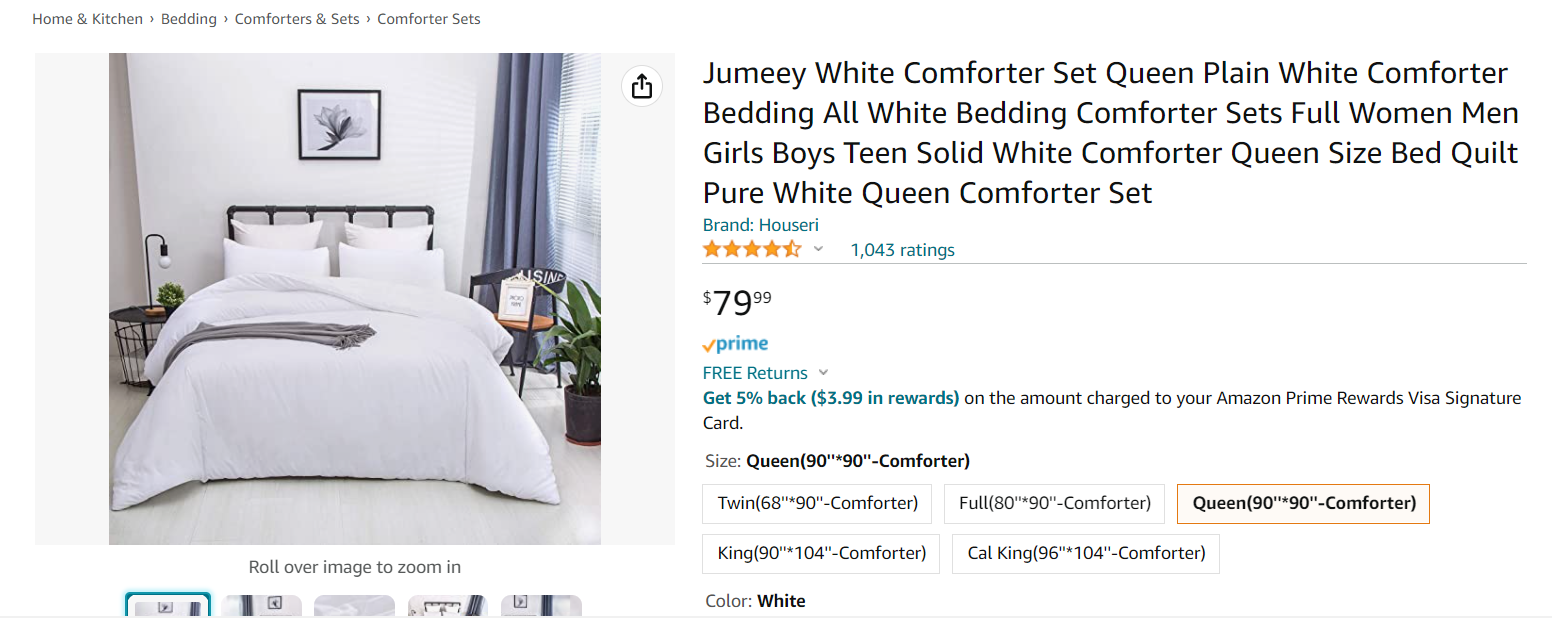 Home & Kitchen › Bedding › Comforters & Sets › Comforter Sets
Jumeey White Comforter Set Queen Plain White Comforter
Bedding All White Bedding Comforter Sets Full Women Men
Girls Boys Teen Solid White Comforter Queen Size Bed Quilt
Pure White Queen Comforter Set
Brand: Houseri
1,043 ratings
$7999
prime
FREE Returns
Get 5% back ($3.99 in rewards) on the amount charged to your Amazon Prime Rewards Visa Signature
Card.
Size: Queen(90''*90''-Comforter)
Twin(68''*90''-Comforter)
Full(80''*90''-Comforter)
Queen(90''*90''-Comforter)
King(90''*104''-Comforter)
Cal King(96''*104''-Comforter)
Color: White
Roll over image to zoom in